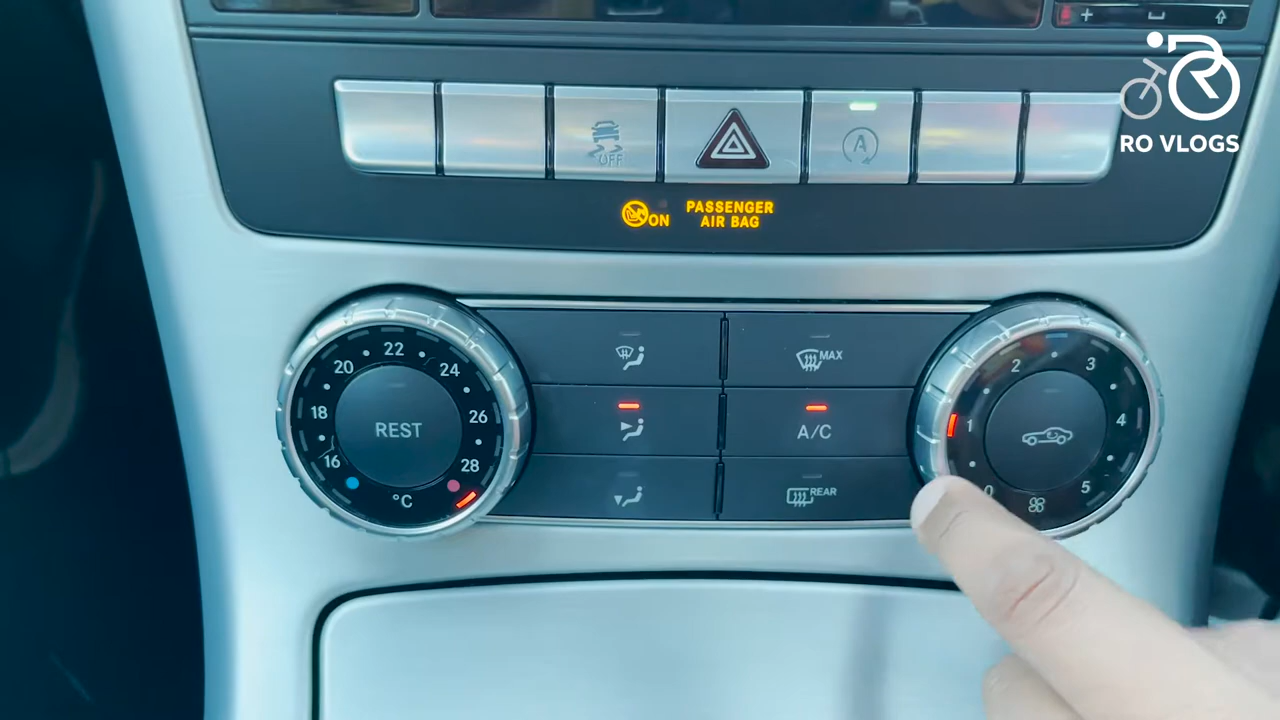 RO VLOGS
OFF
A
ON
PASSENGER
AIR BAG
16
18
20
22
24
26
28
°C
REST
MAX
A/C
REAR
0
1
2
3
4
5